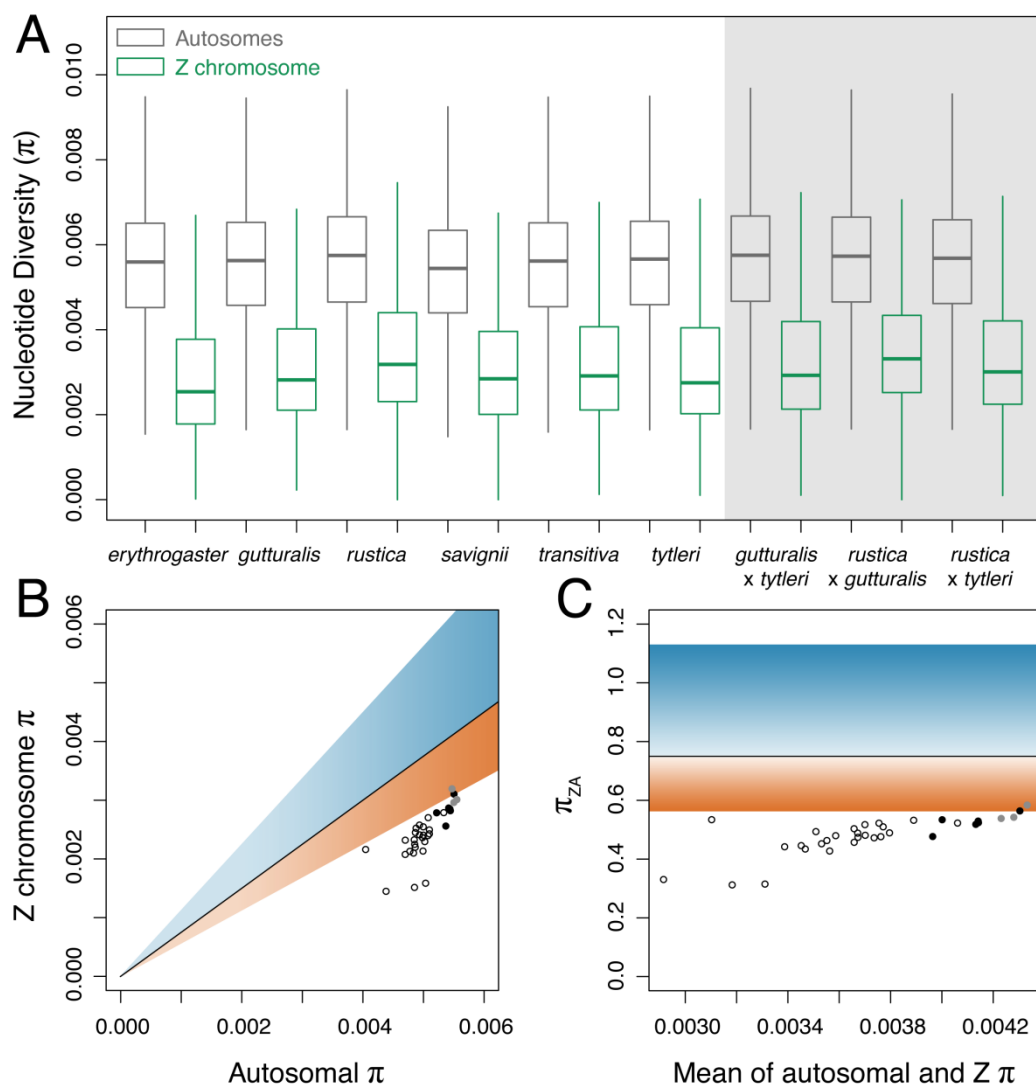 A
Autosomes
Z chromosome
Nucleotide Diversity (π)
0.010
0.008
0.006
0.004
0.002
0.000
erythrogaster gutturalis rustica savignii transitiva tytleri gutturalis rustica rustica
x tytleri x gutturalis x tytleri
B
Z chromosome π
0.006
0.004
0.002
0.000
0.000 0.002 0.004 0.006
Autosomal π
C
πZA
1.2
1.0
0.8
0.6
0.4
0.2
0.0
0.0030 0.0034 0.0038 0.0042
Mean of autosomal and Z π